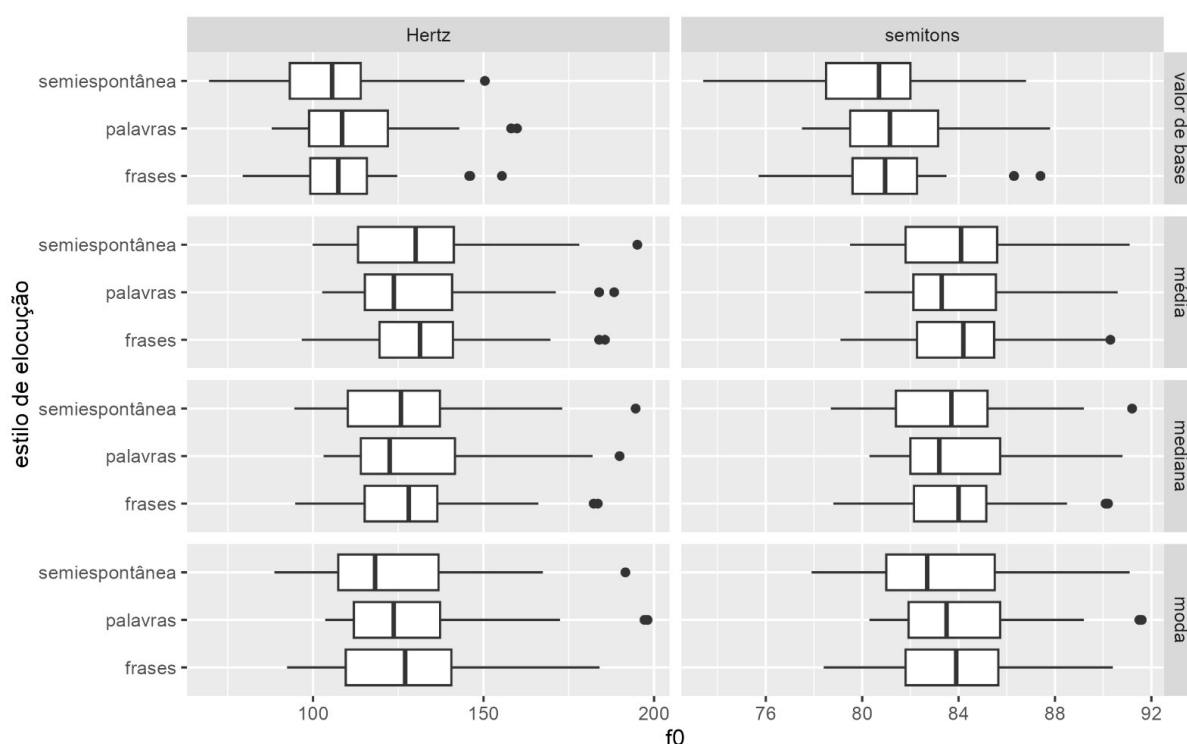 Hertz
semitons
semiespontânea
palavras
frases
valor de base
semiespontânea
palavras
frases
média
semiespontânea
palavras
frases
mediana
semiespontânea
palavras
frases
moda
estilo de elocução
100
150
200
76
80
84
88
92
f0